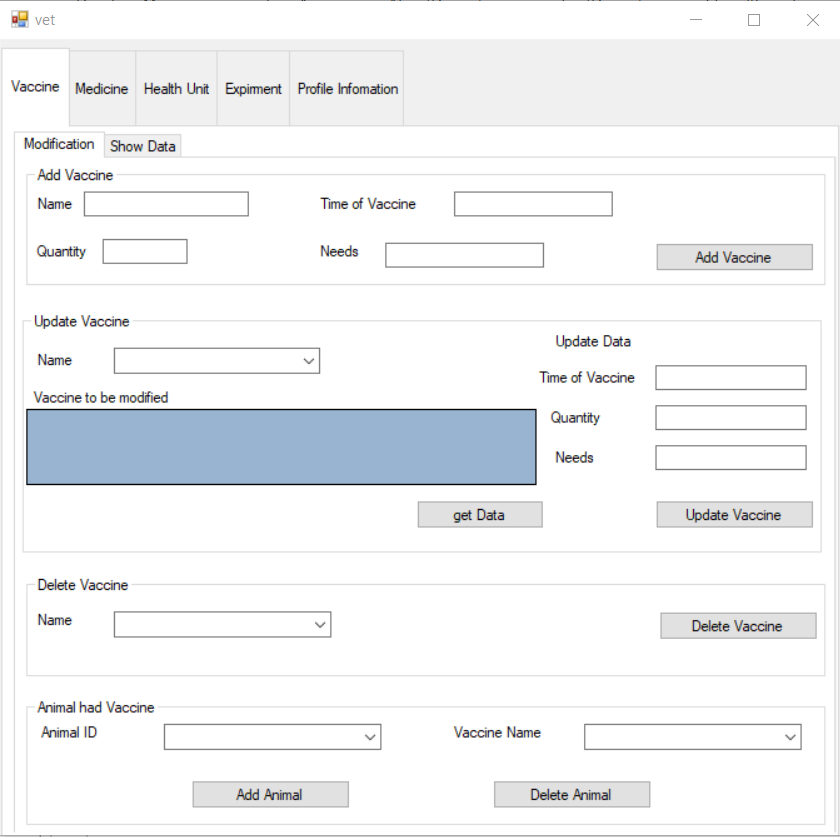 vet
Vaccine Medicine Health Unit Expirment Profile Infomation
Modification Show Data
Add Vaccine
Name Time of Vaccine
Quantity Needs Add Vaccine
Update Vaccine
Update Data
Name
Time of Vaccine
Vaccine to be modified
Quantity
Needs
get Data Update Vaccine
Delete Vaccine
Name Delete Vaccine
Animal had Vaccine
Animal ID Vaccine Name
Add Animal Delete Animal